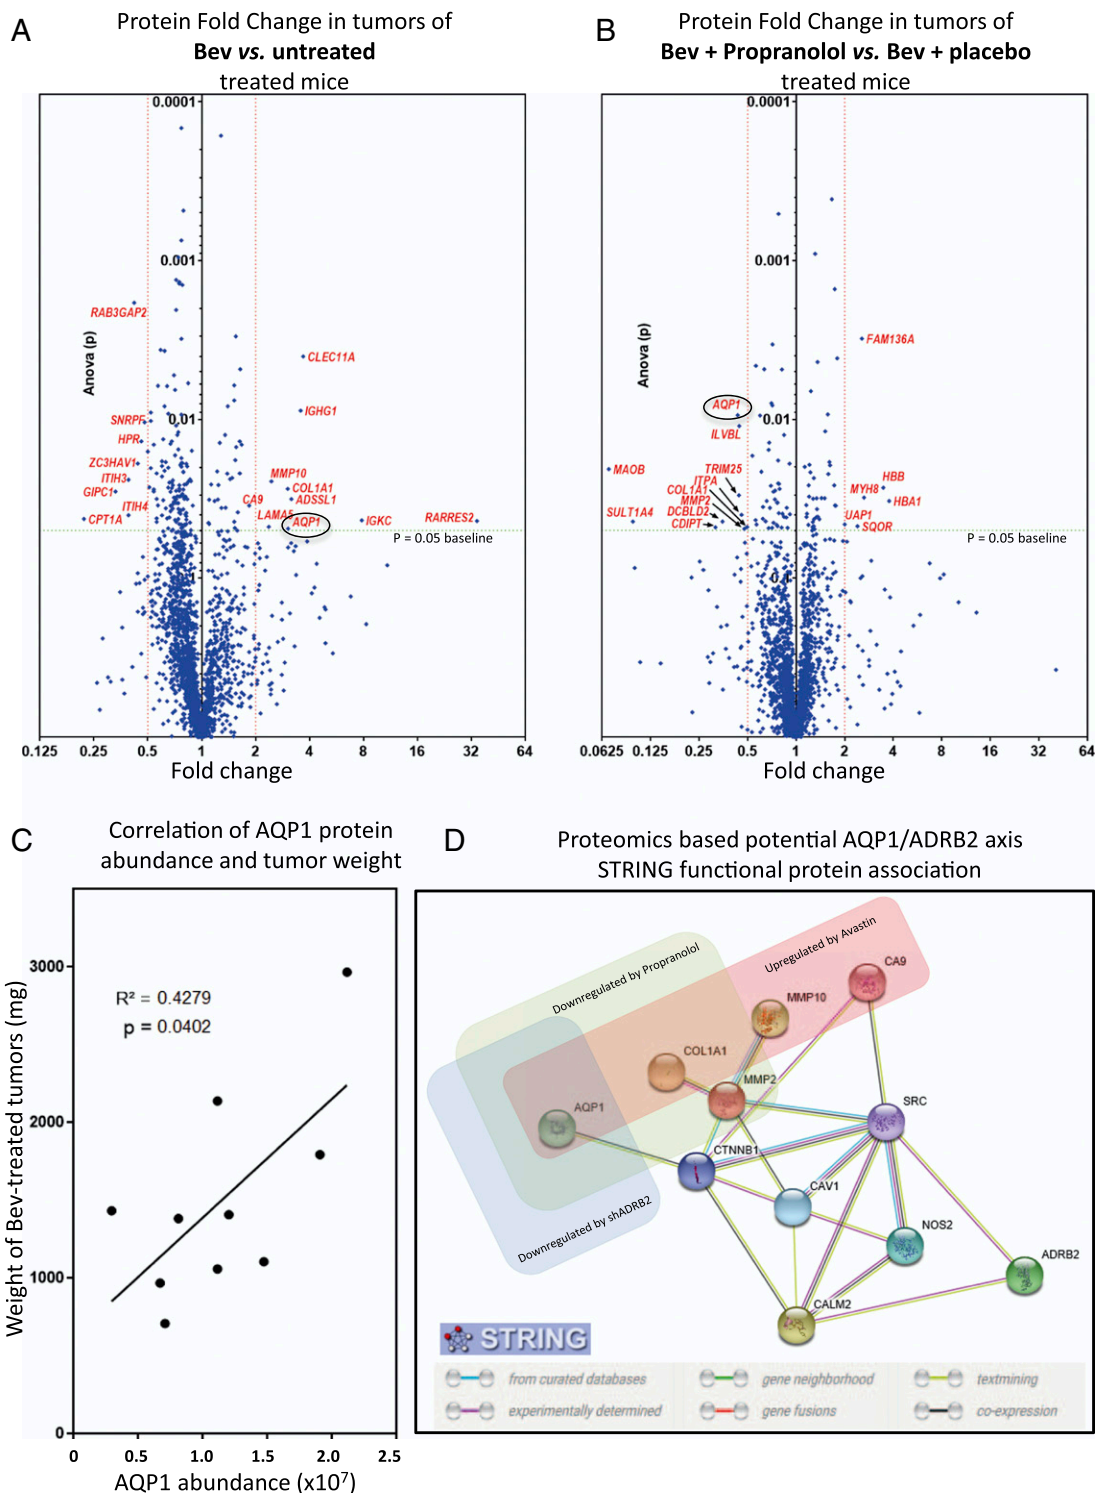 A
Protein Fold Change in tumors of
Bev vs. untreated
treated mice
0.0001
0.001
RAB3GAP2
Anova (p)
CLEC11A
IGHG1
SNRPF
0.01
HPR
ZC3HAV1
ITIH3
GIPC1
ITIH4
CPT1A
MMP10
COL1A1
CA9
ADSSL1
LAMA5
AQP1
IGKC
RARRES2
P = 0.05 baseline
0.1
0.125 0.25 0.5 1 2 4 8 16 32 64
Fold change
B
Protein Fold Change in tumors of
Bev + Propranolol vs. Bev + placebo
treated mice
0.0001
0.001
Anova (p)
FAM136A
AQP1
0.01
ILVBL
MAOB
TRIM25
ITPA
COL1A1
MMP2
DCBLD2
CDIPT
SULT1A4
HBB
MYH8
HBA1
UAP1
SQOR
P = 0.05 baseline
0.1
0.0625 0.125 0.25 0.5 1 2 4 8 16 32 64
Fold change
C
Correlation of AQP1 protein
abundance and tumor weight
Weight of Bev-treated tumors (mg)
3000
R² = 0.4279
p = 0.0402
2000
1000
0
0 0.5 1.0 1.5 2.0 2.5
AQP1 abundance (x10⁷)
D
Proteomics based potential AQP1/ADRB2 axis
STRING functional protein association
Downregulated by Propranolol
Upregulated by Avastin
CA9
MMP10
COL1A1
MMP2
AQP1
SRC
CTNNB1
CAV1
Downregulated by shADRB2
NOS2
ADRB2
CALM2
STRING
from curated databases
gene neighborhood
textmining
experimentally determined
gene fusions
co-expression